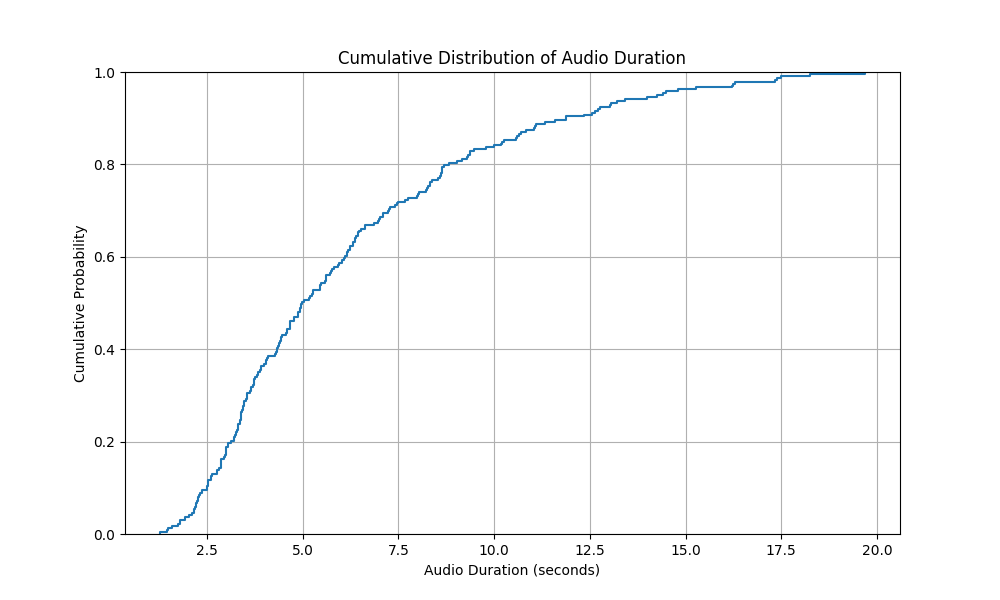 Cumulative Distribution of Audio Duration
Cumulative Probability
1.0
0.8
0.6
0.4
0.2
0.0
2.5 5.0 7.5 10.0 12.5 15.0 17.5 20.0
Audio Duration (seconds)